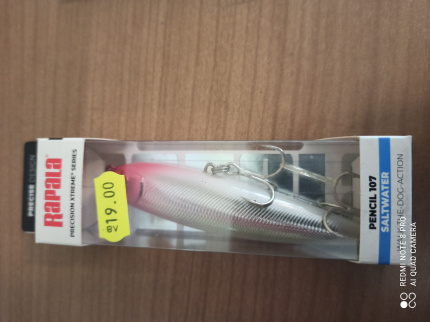 PRECISE DESIGN
RAPALA
PRECISION XTREME® SERIES
19.00
PENCIL 107
SALTWATER
-THE-DOG-ACTION
REDMI NOTE 8 PRO
AI QUAD CAMERA